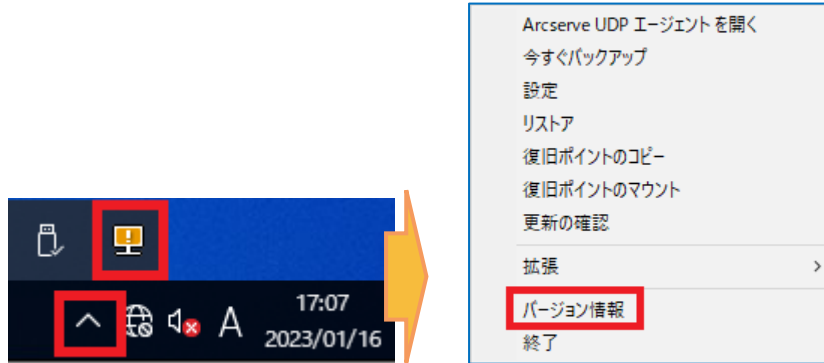 A
17:07
2023/01/16
Arcserve UDP エージェント を開く
今すぐバックアップ
設定
リストア
復旧ポイントのコピー
復旧ポイントのマウント
更新の確認
拡張
バージョン情報
終了